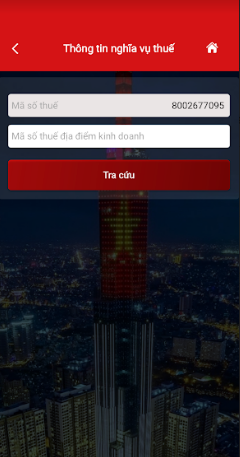 Thông tin nghĩa vụ thuế
Mã số thuế 8002677095
Mã số thuế địa điểm kinh doanh
Tra cứu